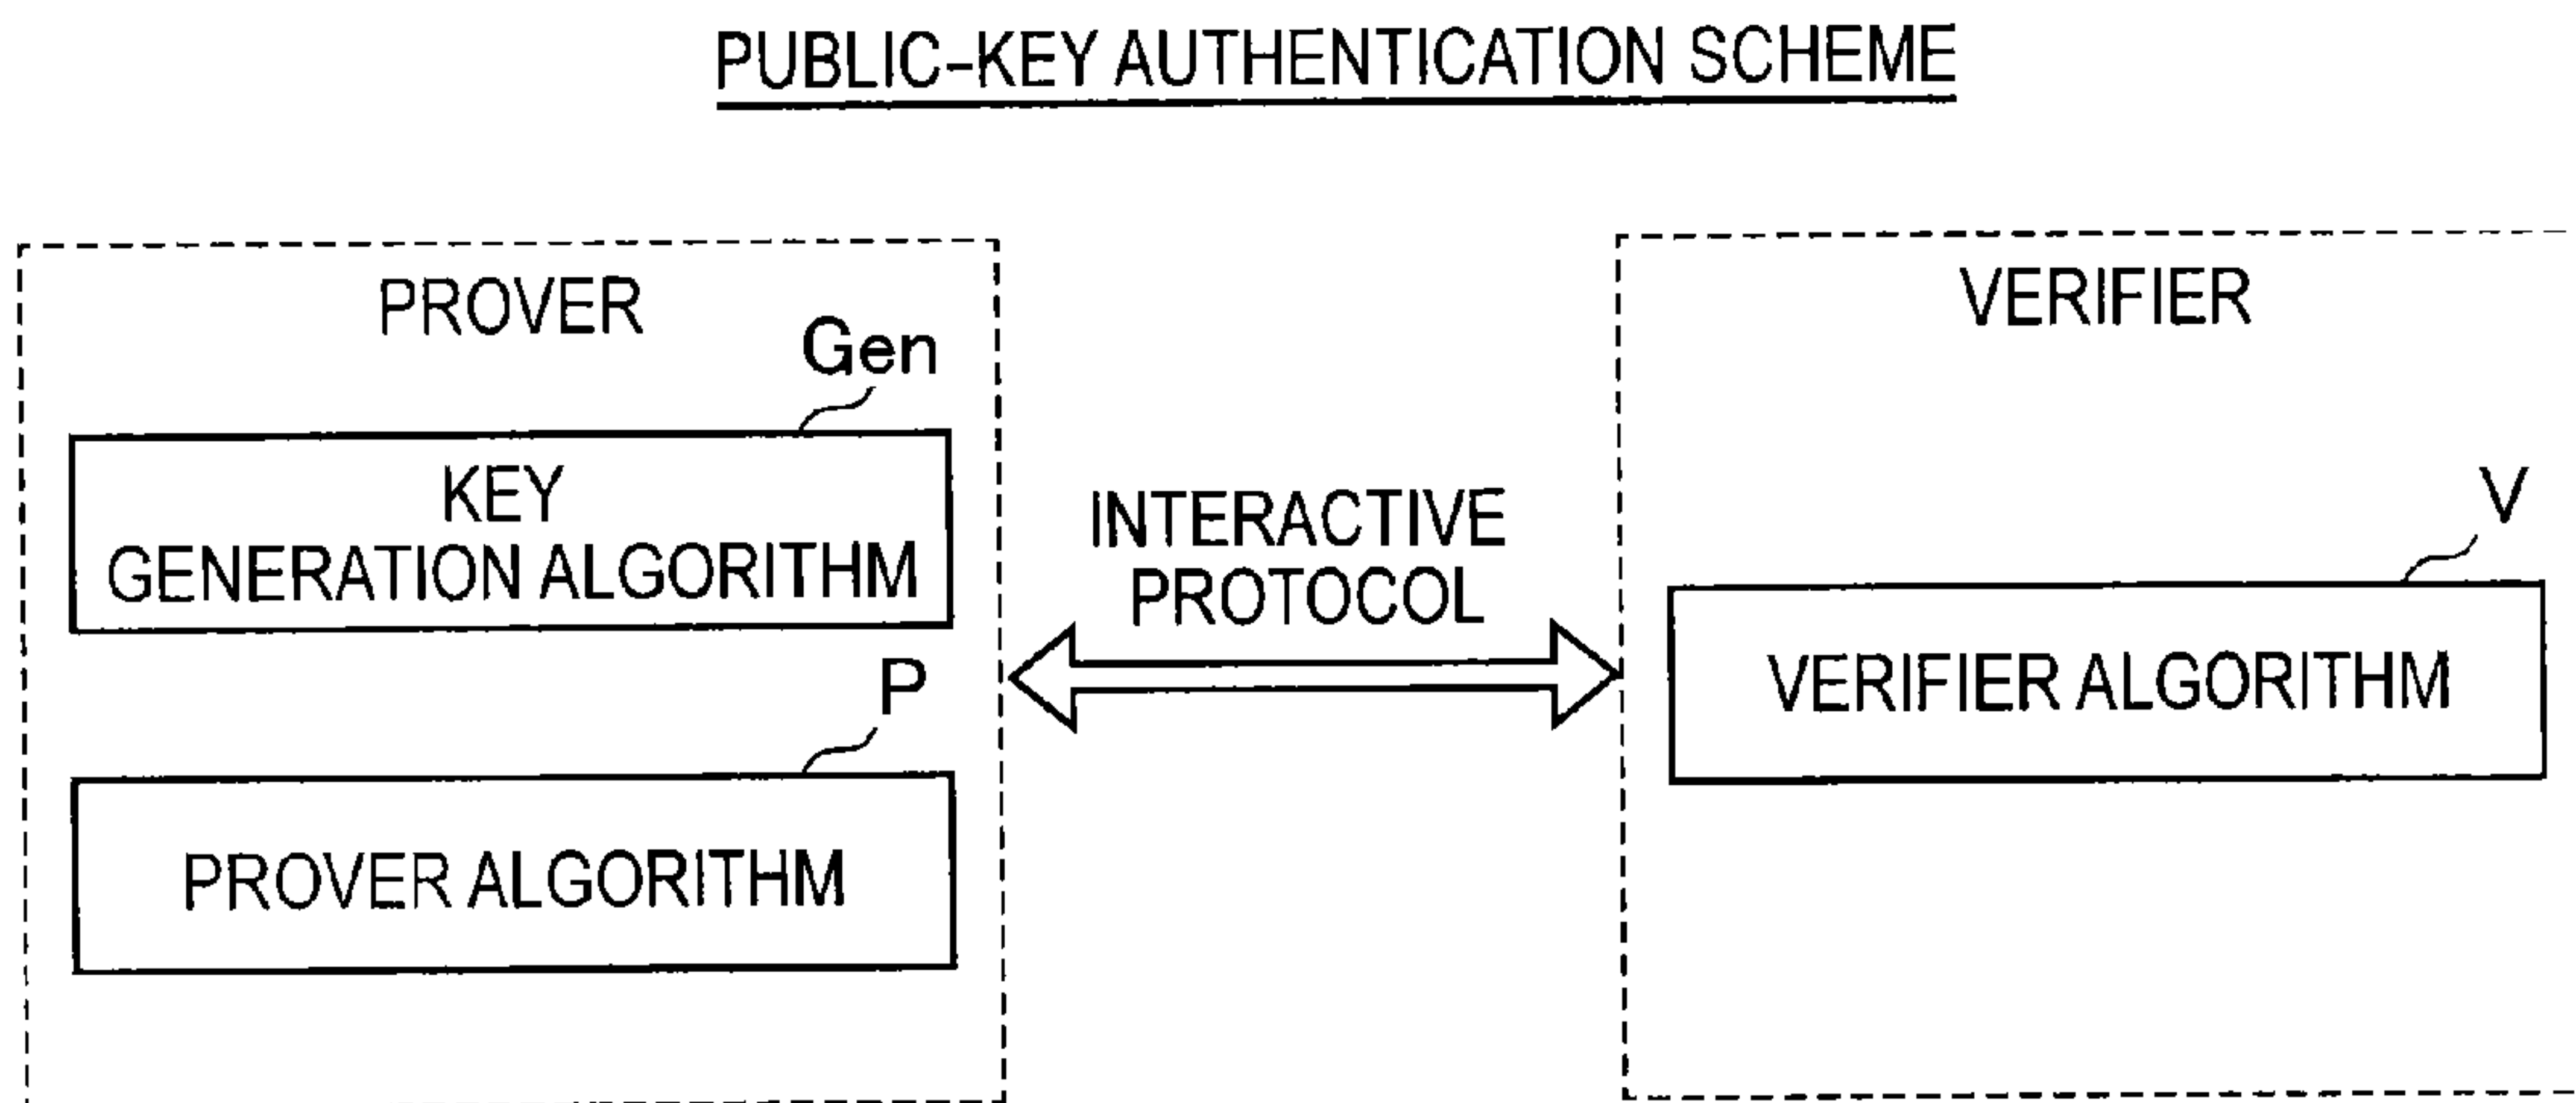 PUBLIC-KEY AUTHENTICATION SCHEME
PROVER
Gen
KEY
GENERATION ALGORITHM
P
PROVER ALGORITHM
INTERACTIVE
PROTOCOL
VERIFIER
V
VERIFIER ALGORITHM